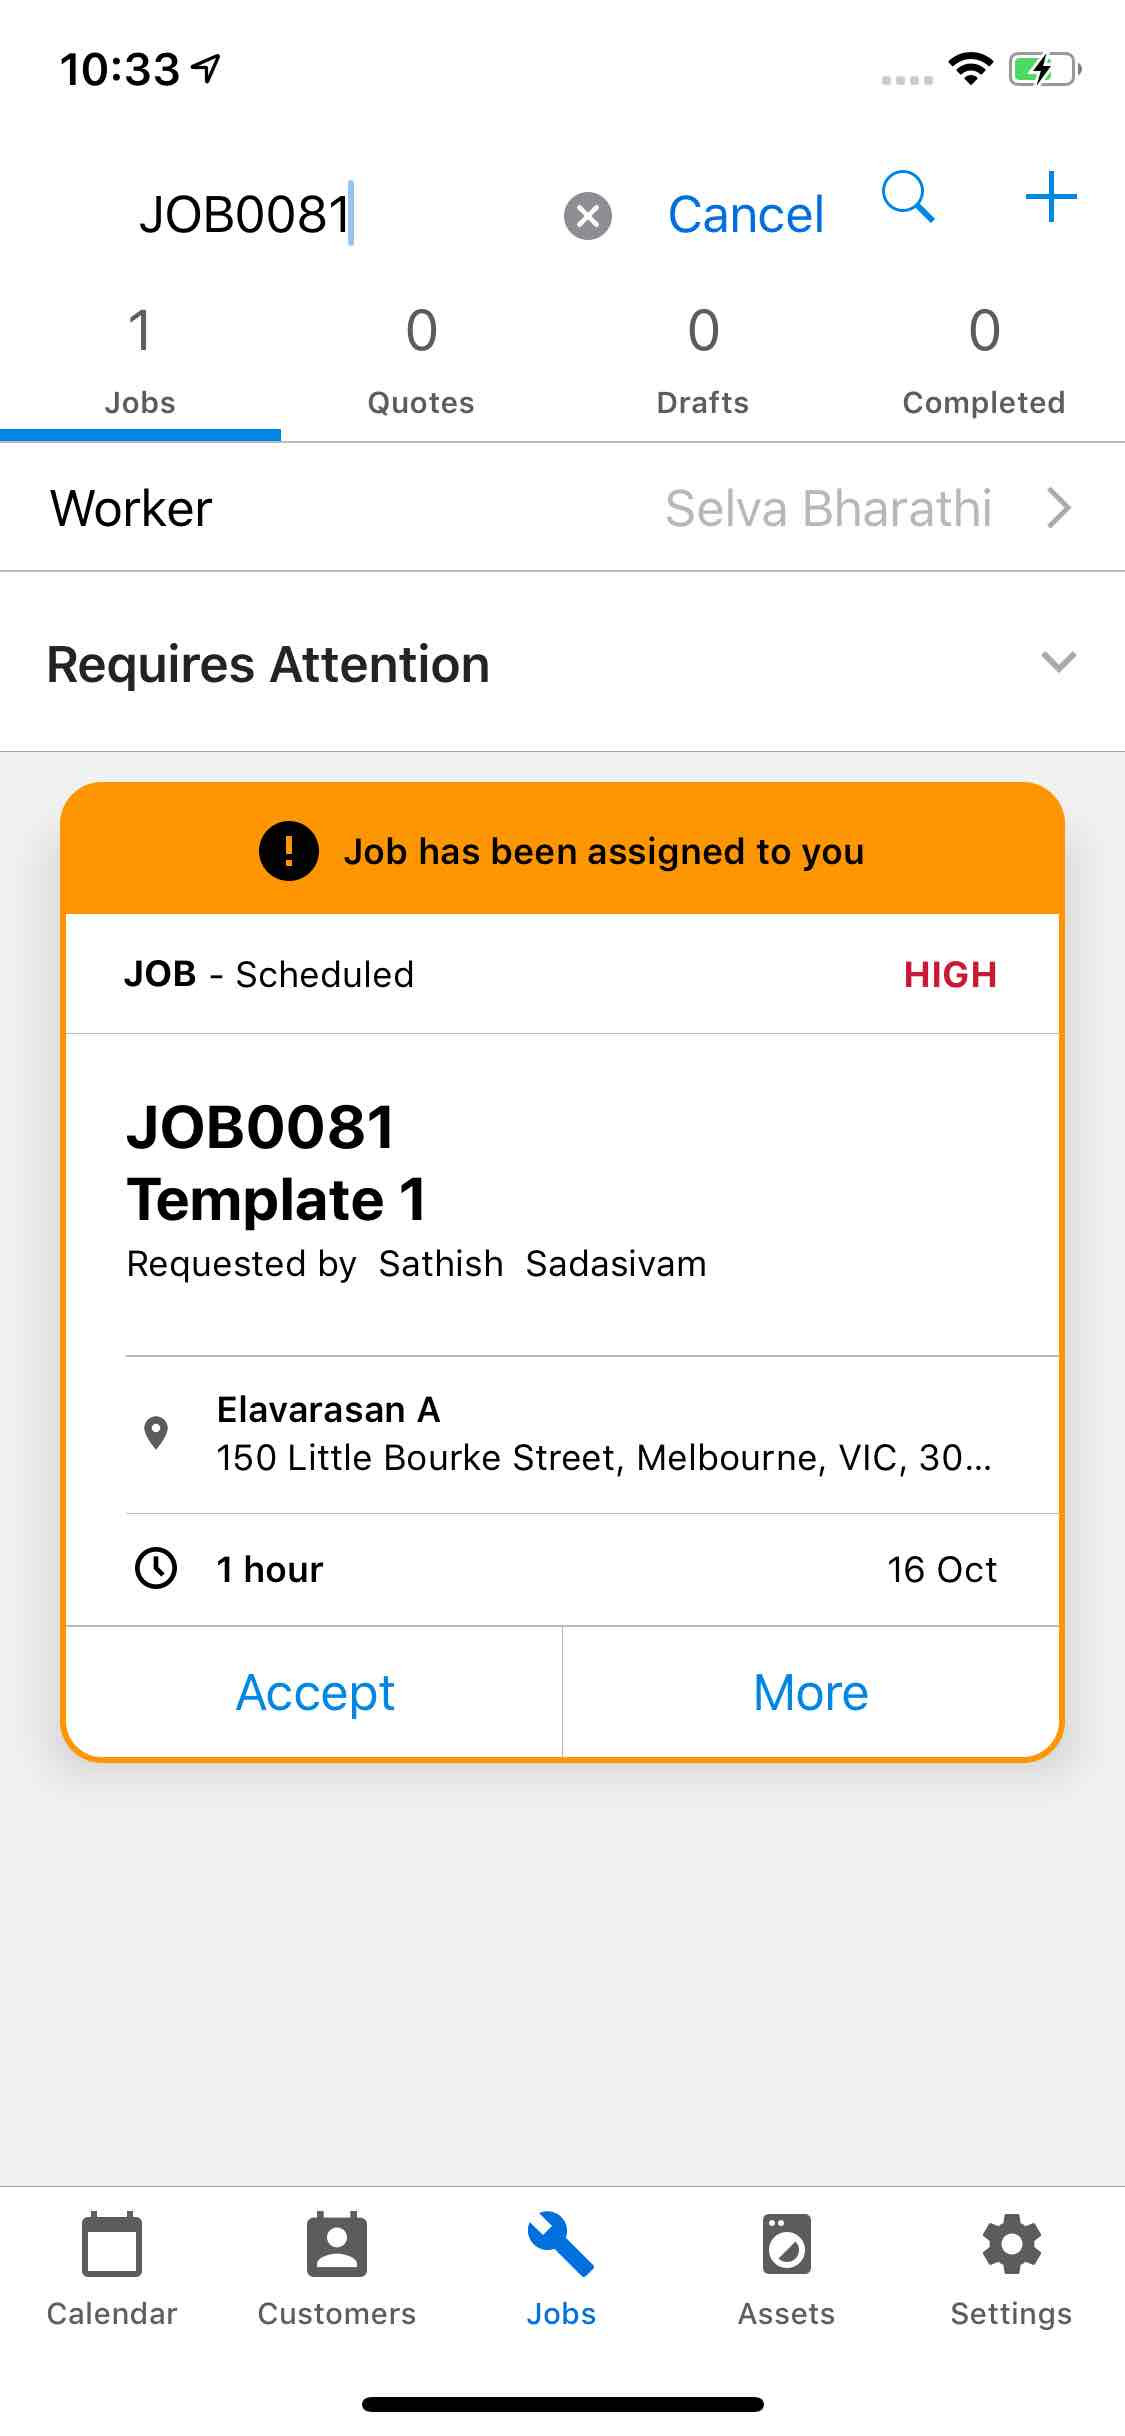 10:33
JOB0081
Cancel
1
0
0
0
Jobs
Quotes
Drafts
Completed
Worker
Selva Bharathi
Requires Attention
Job has been assigned to you
JOB - Scheduled
HIGH
JOB0081
Template 1
Requested by Sathish Sadasivam
Elavarasan A
150 Little Bourke Street, Melbourne, VIC, 30...
1 hour
16 Oct
Accept
More
Calendar
Customers
Jobs
Assets
Settings